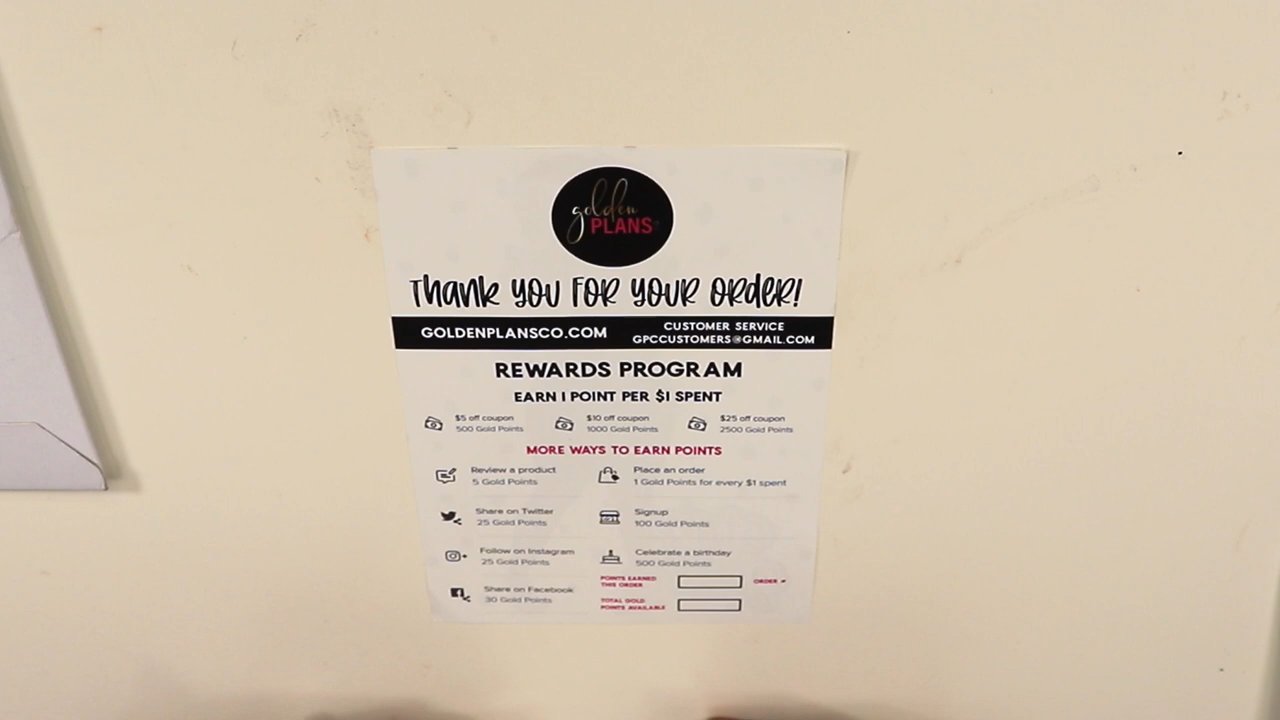 golden
PLANS
Thank you for your order!
GOLDENPLANSCO.COM
CUSTOMER SERVICE
GPCCUSTOMERS@GMAIL.COM
REWARDS PROGRAM
EARN 1 POINT PER $1 SPENT
$5 off coupon
500 Gold Points
$10 off coupon
1000 Gold Points
$25 off coupon
2500 Gold Points
MORE WAYS TO EARN POINTS
Review a product
5 Gold Points
Place an order
1 Gold Points for every $1 spent
Share on Twitter
25 Gold Points
Signup
100 Gold Points
Follow on Instagram
25 Gold Points
Celebrate a birthday
500 Gold Points
Share on Facebook
30 Gold Points
POINTS EARNED
THIS ORDER
ORDER #
TOTAL GOLD
POINTS AVAILABLE